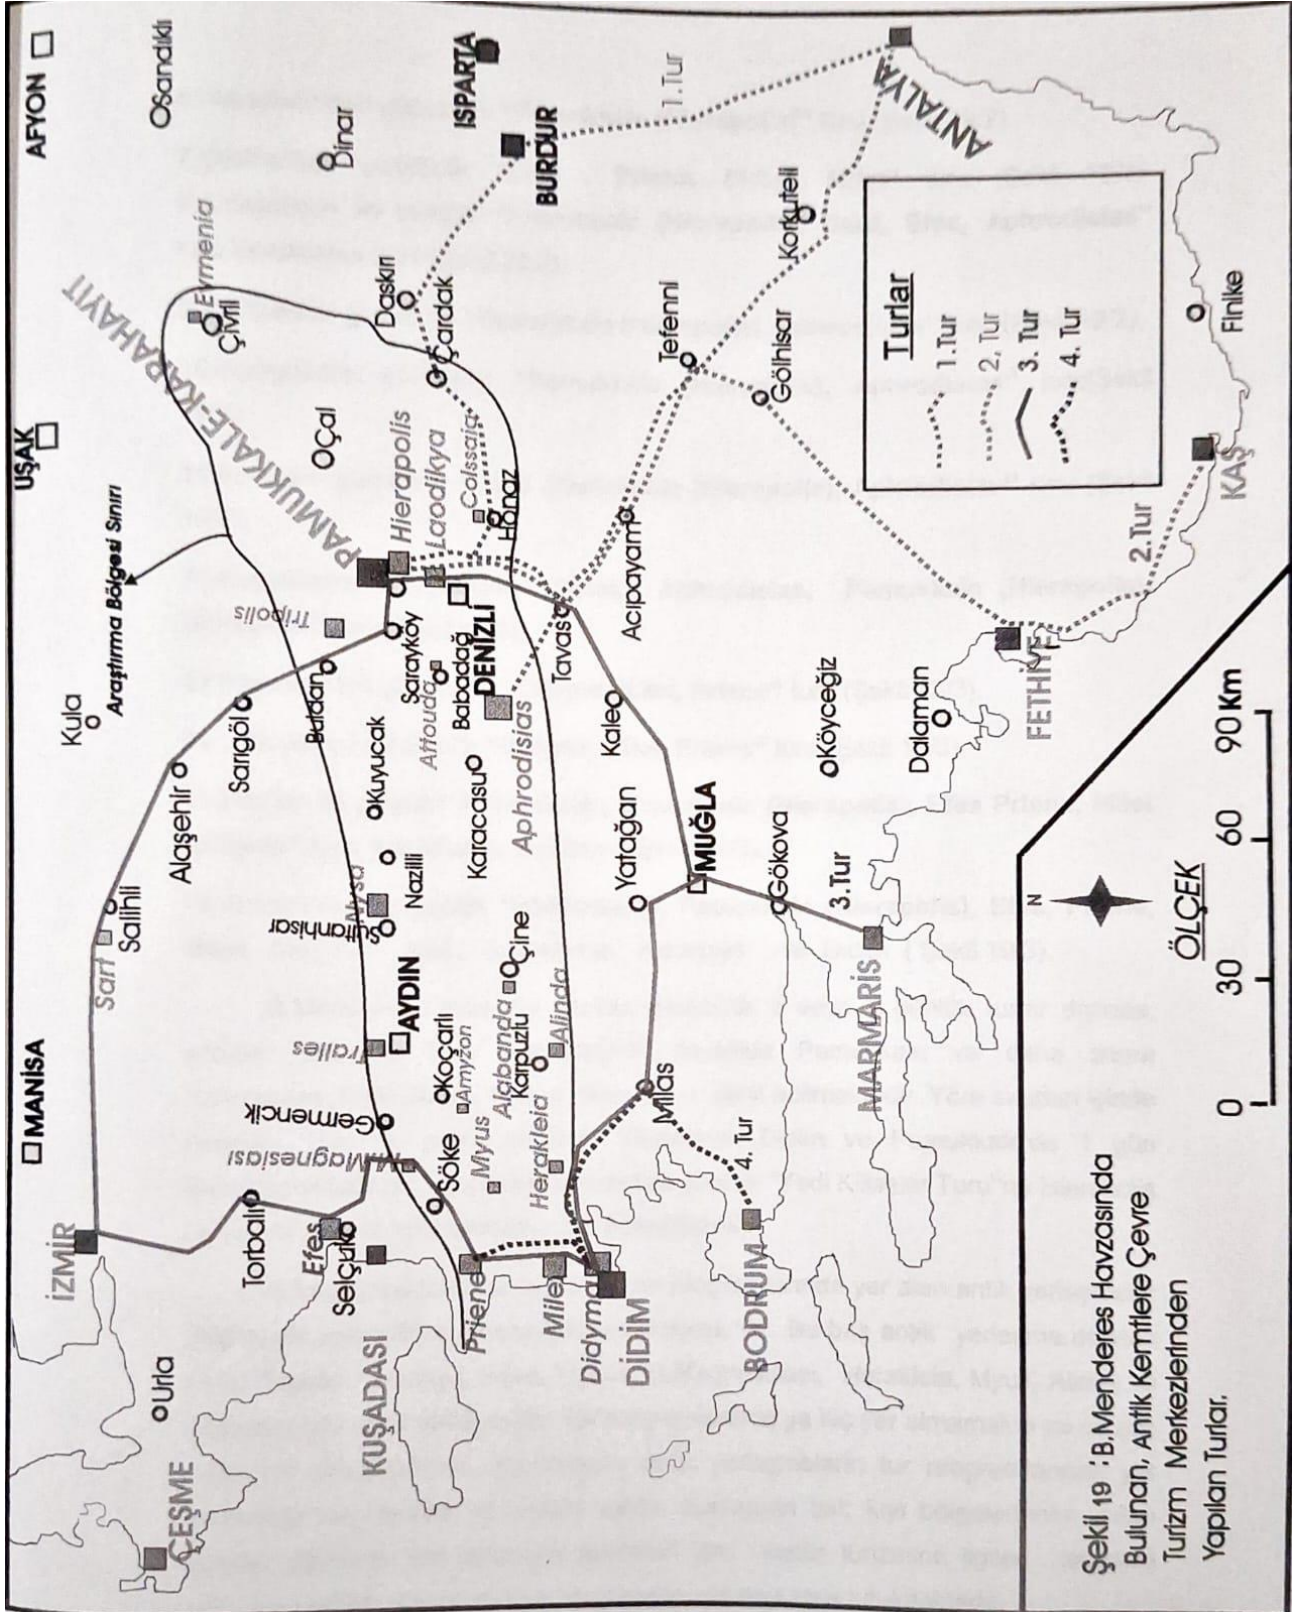 İZMİR
MANİSA
UŞAK
AFYON
Sart
Salihli
Kula
Araştırma Bölgesi Sınırı
PAMUKKALE-KARAHAYIT
Sandıklı
ÇEŞME
Urla
Alaşehir
Sarıgöl
Eymenia
Çivil
Dinar
Torbalı
Efes
Selçuk
M.Magnesiası
Germencik
Tralles
AYDIN
Sultanhisar
Nysa
Nazilli
Kuyucak
Buldan
Tripolis
Sarayköy
Hierapolis
Laodikya
Colssaia
Honaz
Çal
Çardak
Daskırı
ISPARTA
BURDUR
KUŞADASI
Söke
Koçarlı
Amyzon
Myus
Alabanda
Çine
Karpuzlu
Alinda
Herakleia
Karacasu
Attouda
Babadağ
DENİZLİ
Aphrodisias
Tavas
Priene
Milet
Didyma
DİDİM
Milas
Yatağan
Kale
Acıpayam
Tefenni
Korkuteli
1.Tur
ANTALYA
BODRUM
4. Tur
MUĞLA
Gökova
3.Tur
MARMARİS
Köyceğiz
Dalaman
FETHİYE
Gölhisar
2.Tur
KAŞ
Finike
Turlar
1.Tur
2. Tur
3. Tur
4. Tur
N
ÖLÇEK
0 30 60 90 Km
Şekil 19 : B.Menderes Havzasında
Bulunan, Antik Kentlere Çevre
Turizm Merkezlerinden
Yapılan Turlar.